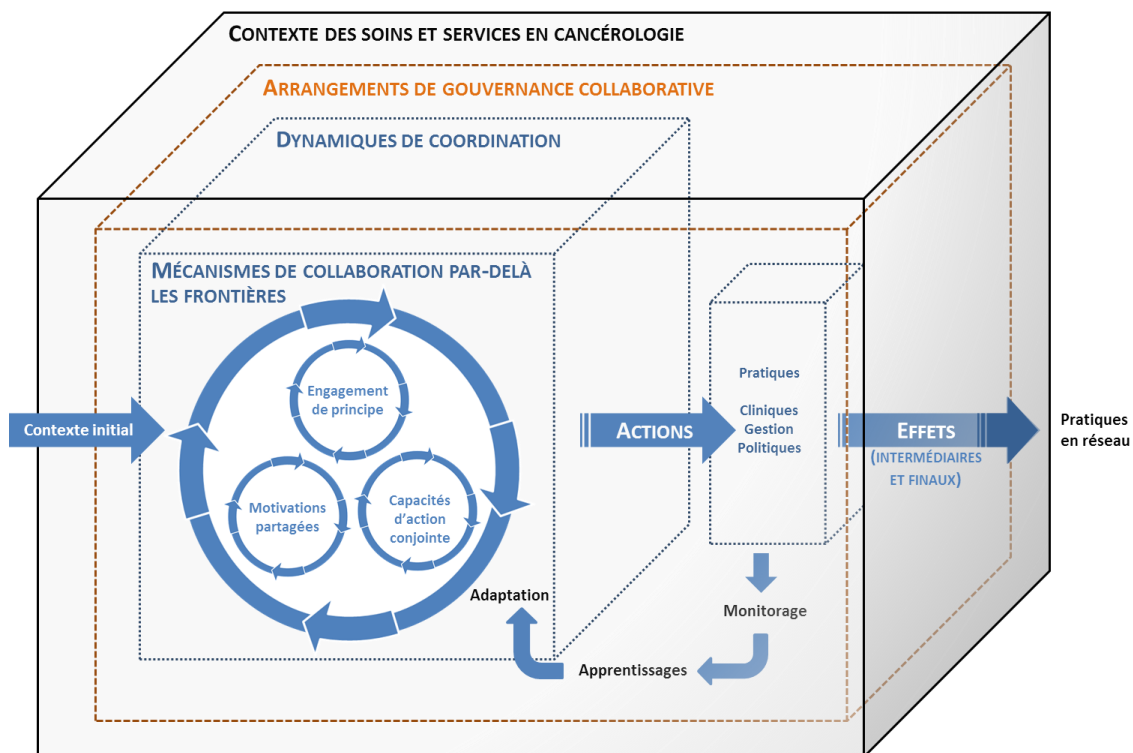 CONTEXTE DES SOINS ET SERVICES EN CANCÉROLOGIE
ARRANGEMENTS DE GOUVERNANCE COLLABORATIVE
DYNAMIQUES DE COORDINATION
MÉCANISMES DE COLLABORATION PAR-DELÀ
LES FRONTIÈRES
Contexte initial
Engagement
de principe
Motivations
partagées
Capacités
d'action
conjointe
ACTIONS
Pratiques
Cliniques
Gestion
Politiques
EFFETS
(INTERMÉDIAIRES
ET FINAUX)
Pratiques
en réseau
Monitorage
Apprentissages
Adaptation